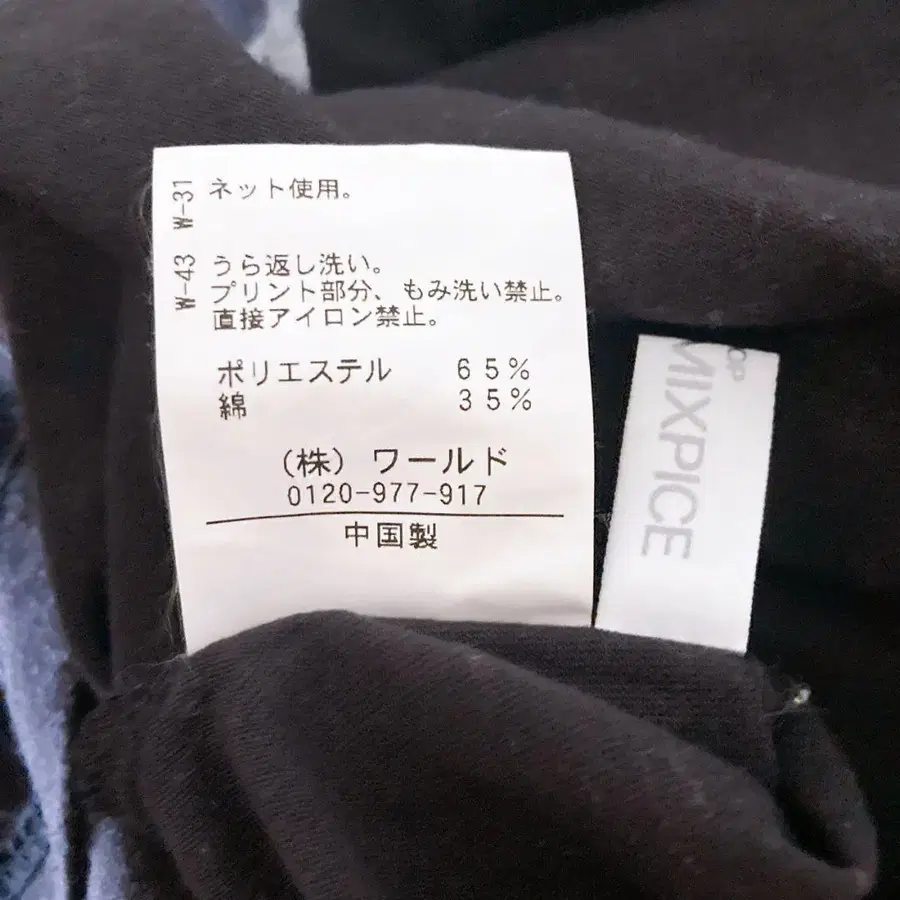 W-31 ネット使用。
W-43 うら返し洗い。
プリント部分、もみ洗い禁止。
直接アイロン禁止。
ポリエステル 65%
綿 35%
(株) ワールド
0120-977-917
中国製
MIXPICE